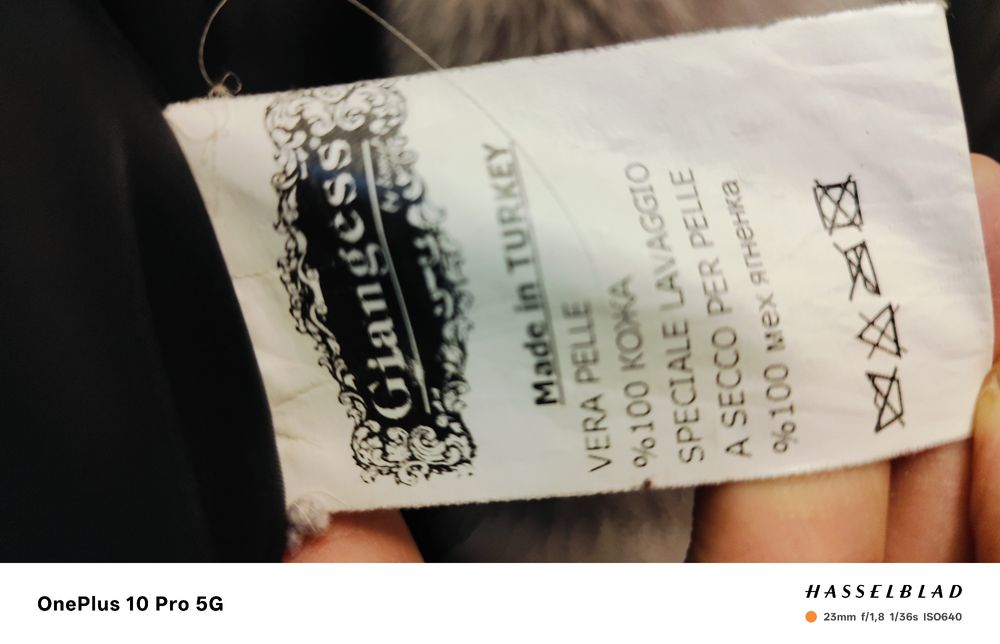 Giangess
Made in TURKEY
VERA PELLE
%100 КОЖА
SPECIALE LAVAGGIO
A SECCO PER PELLE
%100 мех ягненка
OnePlus 10 Pro 5G
HASSELBLAD
23mm f/1,8 1/36s ISO640